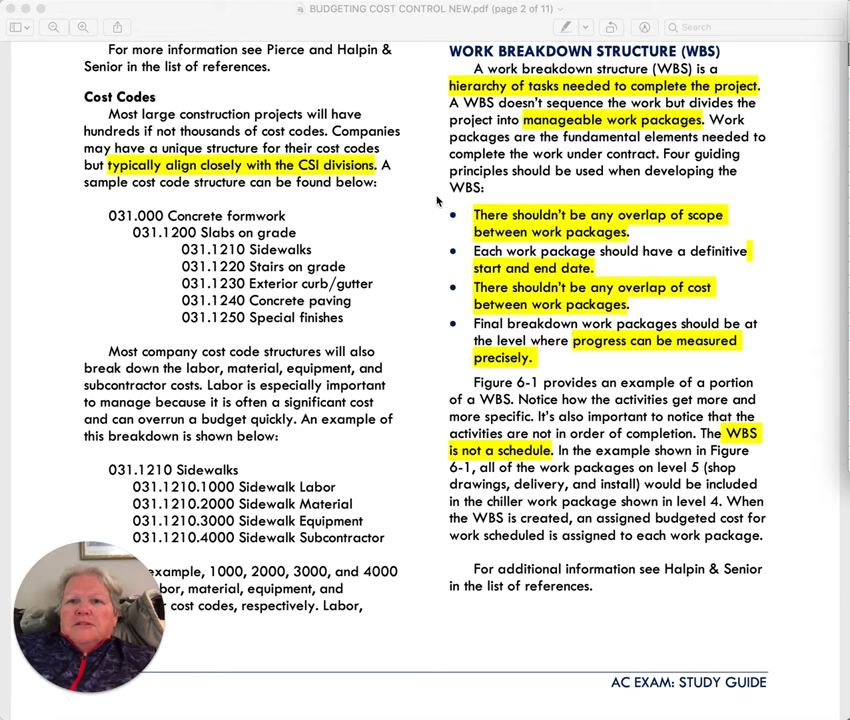 BUDGETING COST CONTROL NEW.pdf (page 2 of 11)
Search
For more information see Pierce and Halpin &
Senior in the list of references.
Cost Codes
Most large construction projects will have
hundreds if not thousands of cost codes. Companies
may have a unique structure for their cost codes
but typically align closely with the CSI divisions. A
sample cost code structure can be found below:
031.000 Concrete formwork
031.1200 Slabs on grade
031.1210 Sidewalks
031.1220 Stairs on grade
031.1230 Exterior curb/gutter
031.1240 Concrete paving
031.1250 Special finishes
Most company cost code structures will also
break down the labor, material, equipment, and
subcontractor costs. Labor is especially important
to manage because it is often a significant cost
and can overrun a budget quickly. An example of
this breakdown is shown below:
031.1210 Sidewalks
031.1210.1000 Sidewalk Labor
031.1210.2000 Sidewalk Material
031.1210.3000 Sidewalk Equipment
031.1210.4000 Sidewalk Subcontractor
example, 1000, 2000, 3000, and 4000
bor, material, equipment, and
cost codes, respectively. Labor,
WORK BREAKDOWN STRUCTURE (WBS)
A work breakdown structure (WBS) is a
hierarchy of tasks needed to complete the project.
A WBS doesn't sequence the work but divides the
project into manageable work packages. Work
packages are the fundamental elements needed to
complete the work under contract. Four guiding
principles should be used when developing the
WBS:
• There shouldn't be any overlap of scope
between work packages.
• Each work package should have a definitive
start and end date.
• There shouldn't be any overlap of cost
between work packages.
• Final breakdown work packages should be at
the level where progress can be measured
precisely.
Figure 6-1 provides an example of a portion
of a WBS. Notice how the activities get more and
more specific. It's also important to notice that the
activities are not in order of completion. The WBS
is not a schedule. In the example shown in Figure
6-1, all of the work packages on level 5 (shop
drawings, delivery, and install) would be included
in the chiller work package shown in level 4. When
the WBS is created, an assigned budgeted cost for
work scheduled is assigned to each work package.
For additional information see Halpin & Senior
in the list of references.
AC EXAM: STUDY GUIDE